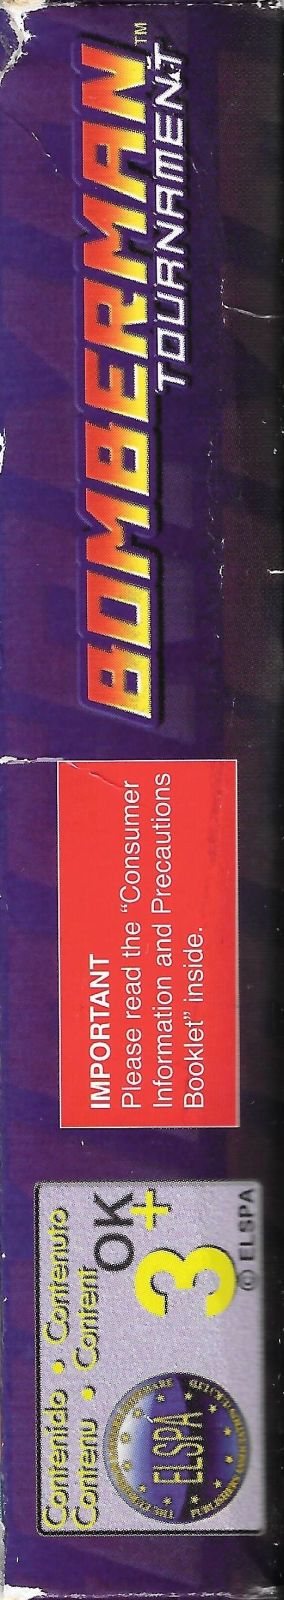 BOMBERMAN™
TOURNAMENT
IMPORTANT
Please read the "Consumer
Information and Precautions
Booklet" inside.
Contenido • Contenuto
Contenu • Content
OK
3+
ELSPA
© ELSPA